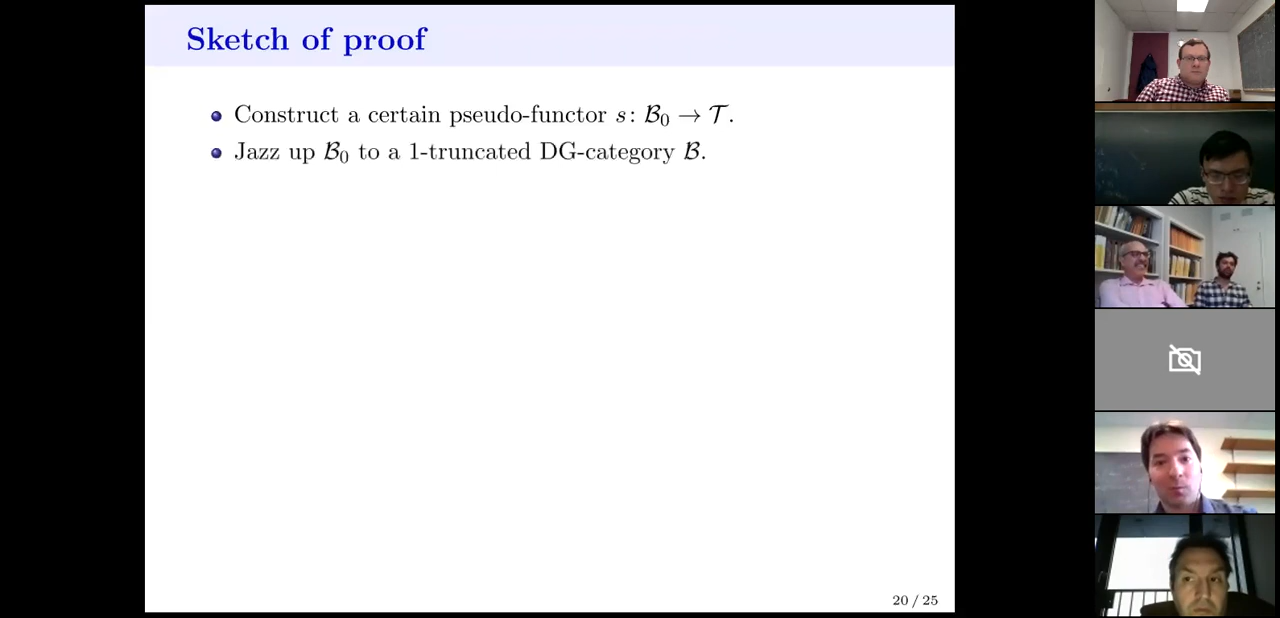 Sketch of proof
Construct a certain pseudo-functor s: ℬ₀ → 𝒯.
Jazz up ℬ₀ to a 1-truncated DG-category ℬ.
20 / 25